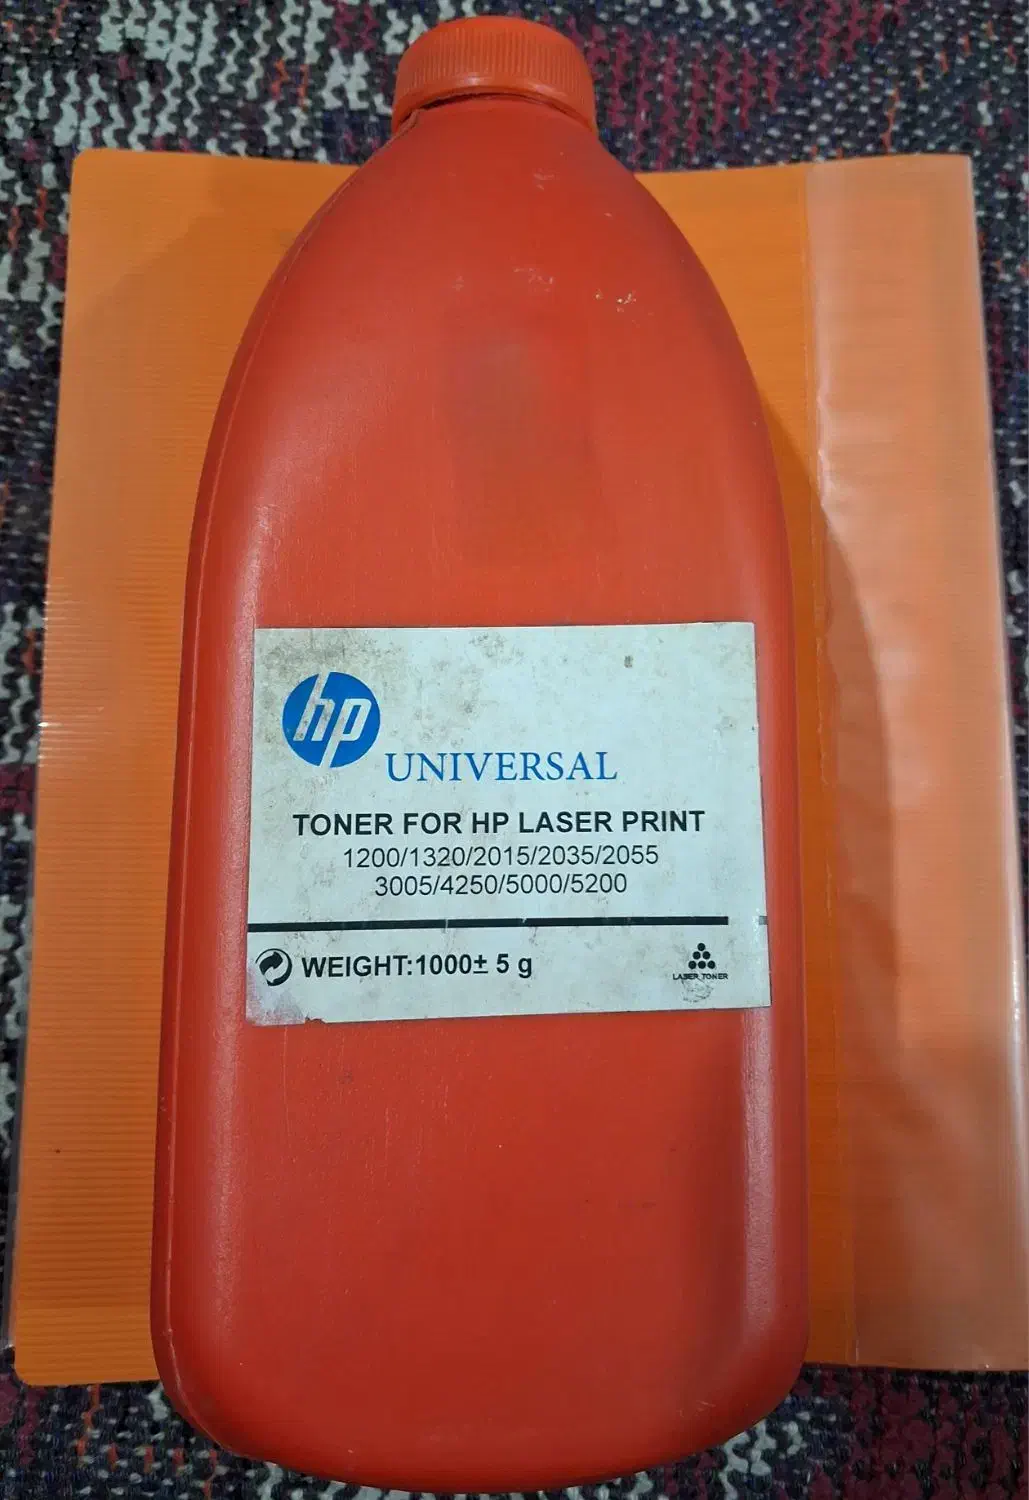 hp
UNIVERSAL
TONER FOR HP LASER PRINT
1200/1320/2015/2035/2055
3005/4250/5000/5200
WEIGHT:1000± 5 g
LASER TONER